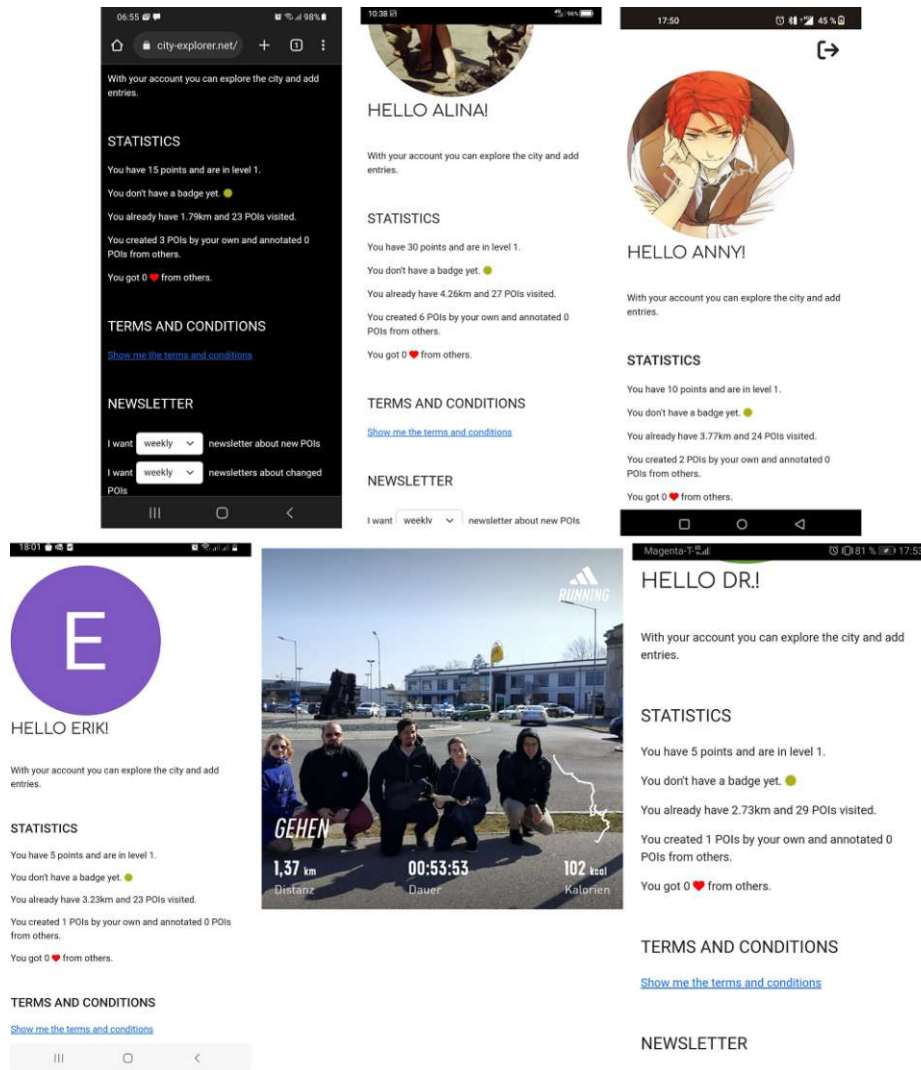 06:55
98%
city-explorer.net/
1
With your account you can explore the city and add
entries.
STATISTICS
You have 15 points and are in level 1.
You don't have a badge yet.
You already have 1.79km and 23 POIs visited.
You created 3 POIs by your own and annotated 0
POIs from others.
You got 0 ❤ from others.
TERMS AND CONDITIONS
Show me the terms and conditions
NEWSLETTER
I want weekly newsletter about new POIs
I want weekly newsletters about changed
POIs
10:38
96%
HELLO ALINA!
With your account you can explore the city and add
entries.
STATISTICS
You have 30 points and are in level 1.
You don't have a badge yet.
You already have 4.26km and 27 POIs visited.
You created 6 POIs by your own and annotated 0
POIs from others.
You got 0 ❤ from others.
TERMS AND CONDITIONS
Show me the terms and conditions
NEWSLETTER
I want weekly newsletter about new POIs
17:50
45 %
HELLO ANNY!
With your account you can explore the city and add
entries.
STATISTICS
You have 10 points and are in level 1.
You don't have a badge yet.
You already have 3.77km and 24 POIs visited.
You created 2 POIs by your own and annotated 0
POIs from others.
You got 0 ❤ from others.
18:01
E
HELLO ERIK!
With your account you can explore the city and add
entries.
STATISTICS
You have 5 points and are in level 1.
You don't have a badge yet.
You already have 3.23km and 23 POIs visited.
You created 1 POIs by your own and annotated 0 POIs
from others.
You got 0 ❤ from others.
TERMS AND CONDITIONS
Show me the terms and conditions
RUNNING
GEHEN
1,37 km 00:53:53 102 kcal
Distanz Dauer Kalorien
Magenta-T-
81 % 17:53
HELLO DR.!
With your account you can explore the city and add
entries.
STATISTICS
You have 5 points and are in level 1.
You don't have a badge yet.
You already have 2.73km and 29 POIs visited.
You created 1 POIs by your own and annotated 0
POIs from others.
You got 0 ❤ from others.
TERMS AND CONDITIONS
Show me the terms and conditions
NEWSLETTER